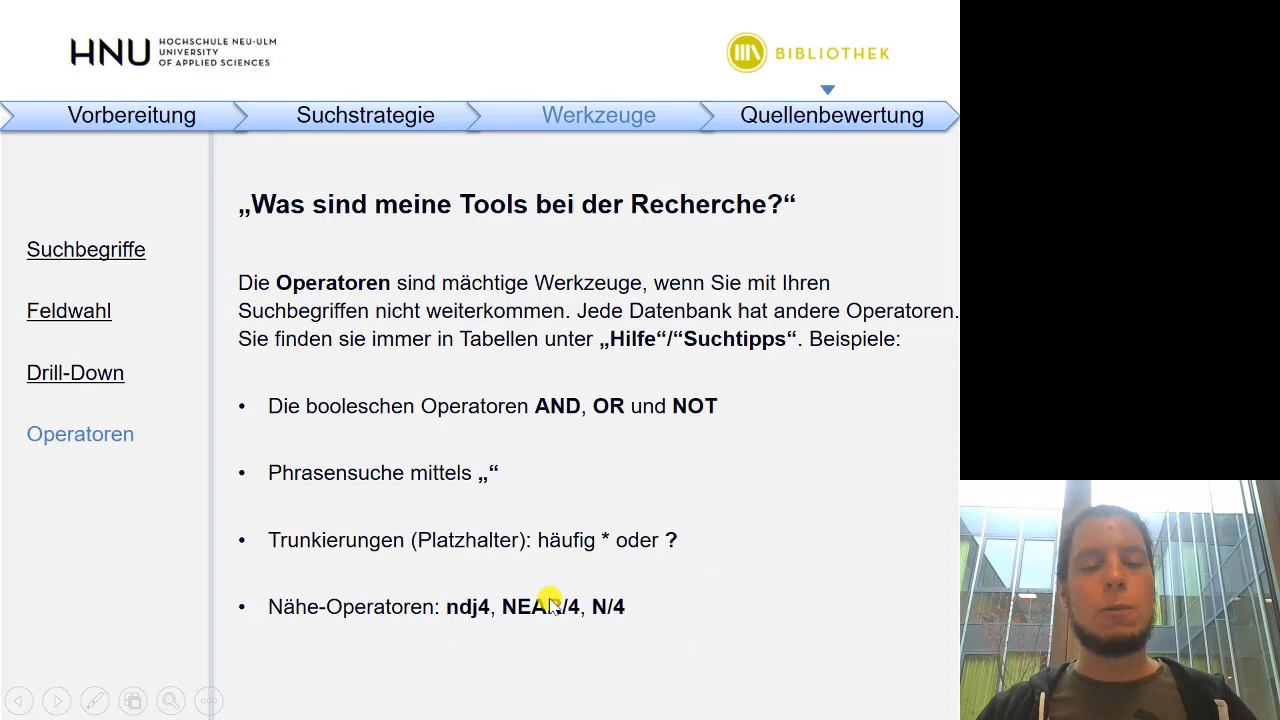 HNU HOCHSCHULE NEU-ULM
UNIVERSITY
OF APPLIED SCIENCES
BIBLIOTHEK
Vorbereitung
Suchstrategie
Werkzeuge
Quellenbewertung
„Was sind meine Tools bei der Recherche?“
Suchbegriffe
Feldwahl
Drill-Down
Operatoren
Die Operatoren sind mächtige Werkzeuge, wenn Sie mit Ihren
Suchbegriffen nicht weiterkommen. Jede Datenbank hat andere Operatoren.
Sie finden sie immer in Tabellen unter „Hilfe“/“Suchtipps“. Beispiele:
• Die booleschen Operatoren AND, OR und NOT
• Phrasensuche mittels „“
• Trunkierungen (Platzhalter): häufig * oder ?
• Nähe-Operatoren: ndj4, NEAR/4, N/4